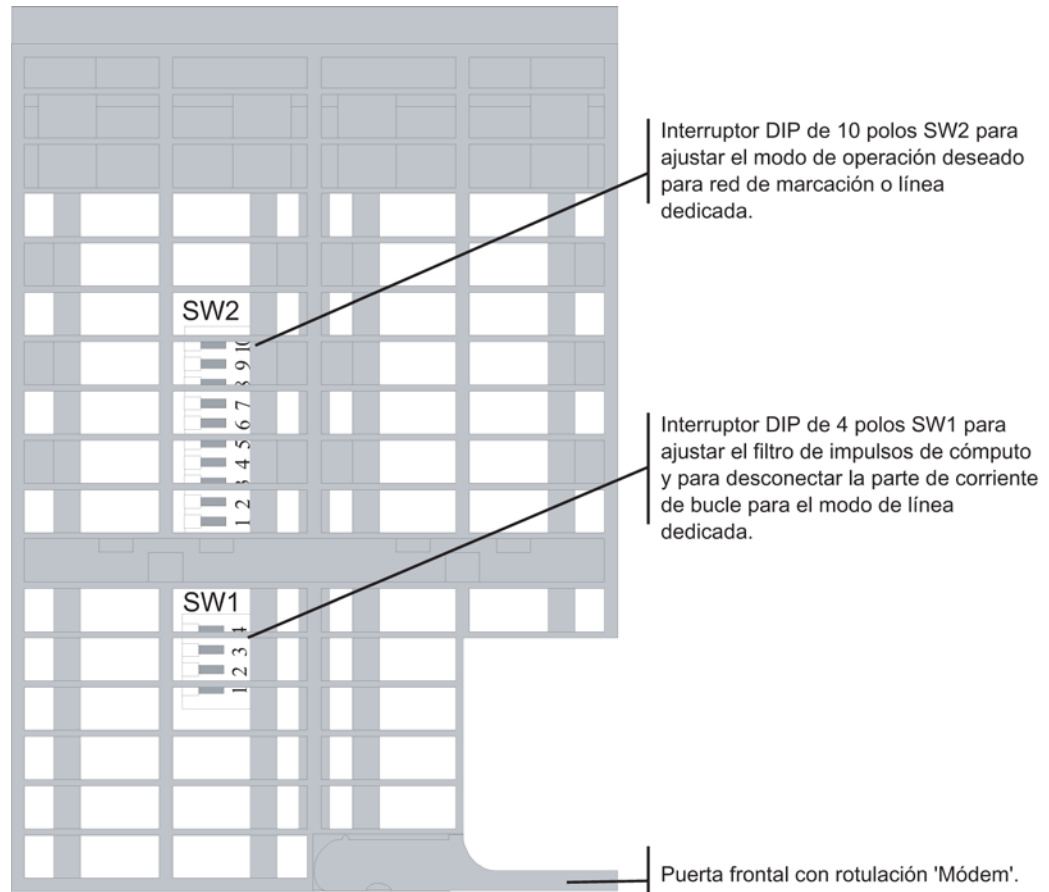 Interruptor DIP de 10 polos SW2 para
ajustar el modo de operación deseado
para red de marcación o línea
dedicada.
SW2
10
9
8
7
6
5
4
3
2
1
Interruptor DIP de 4 polos SW1 para
ajustar el filtro de impulsos de cómputo
y para desconectar la parte de corriente
de bucle para el modo de línea
dedicada.
SW1
4
3
2
1
Puerta frontal con rotulación 'Módem'.